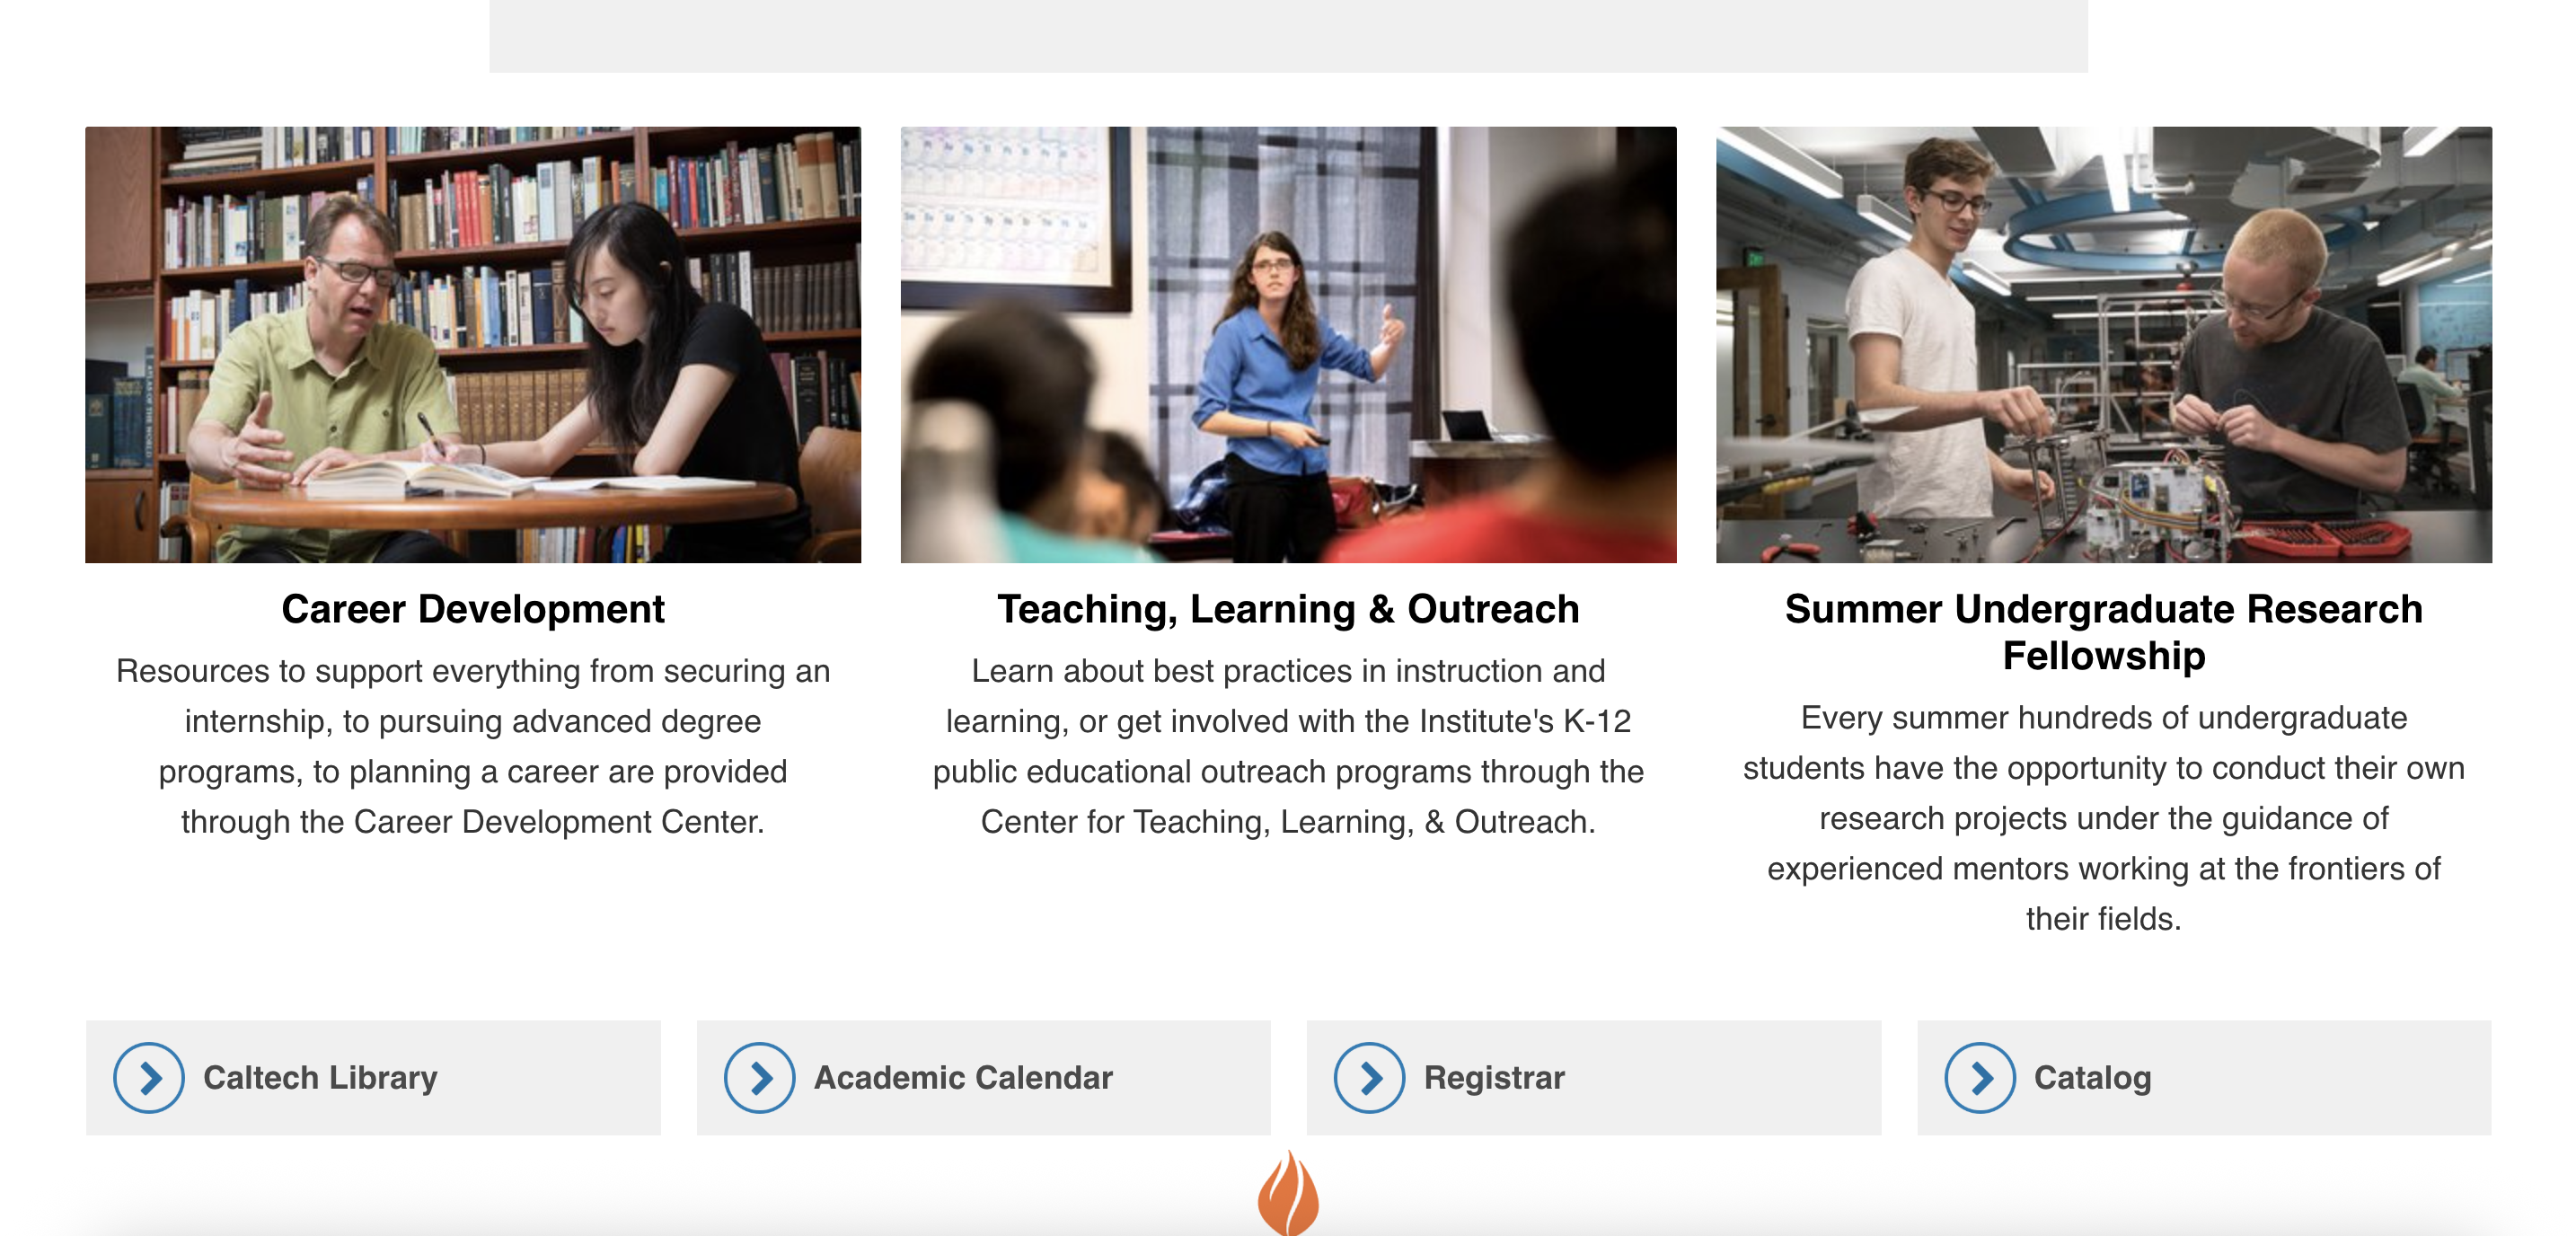 Career Development
Resources to support everything from securing an
internship, to pursuing advanced degree
programs, to planning a career are provided
through the Career Development Center.
Teaching, Learning & Outreach
Learn about best practices in instruction and
learning, or get involved with the Institute's K-12
public educational outreach programs through the
Center for Teaching, Learning, & Outreach.
Summer Undergraduate Research
Fellowship
Every summer hundreds of undergraduate
students have the opportunity to conduct their own
research projects under the guidance of
experienced mentors working at the frontiers of
their fields.
Caltech Library
Academic Calendar
Registrar
Catalog